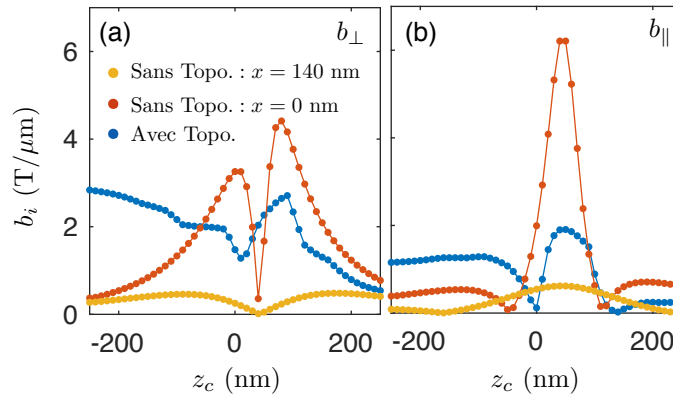 (a) b⊥
(b) b∥
Sans Topo. : x = 140 nm
Sans Topo. : x = 0 nm
Avec Topo.
b_i (T/μm)
6
4
2
0
-200 0 200
-200 0 200
z_c (nm)
z_c (nm)